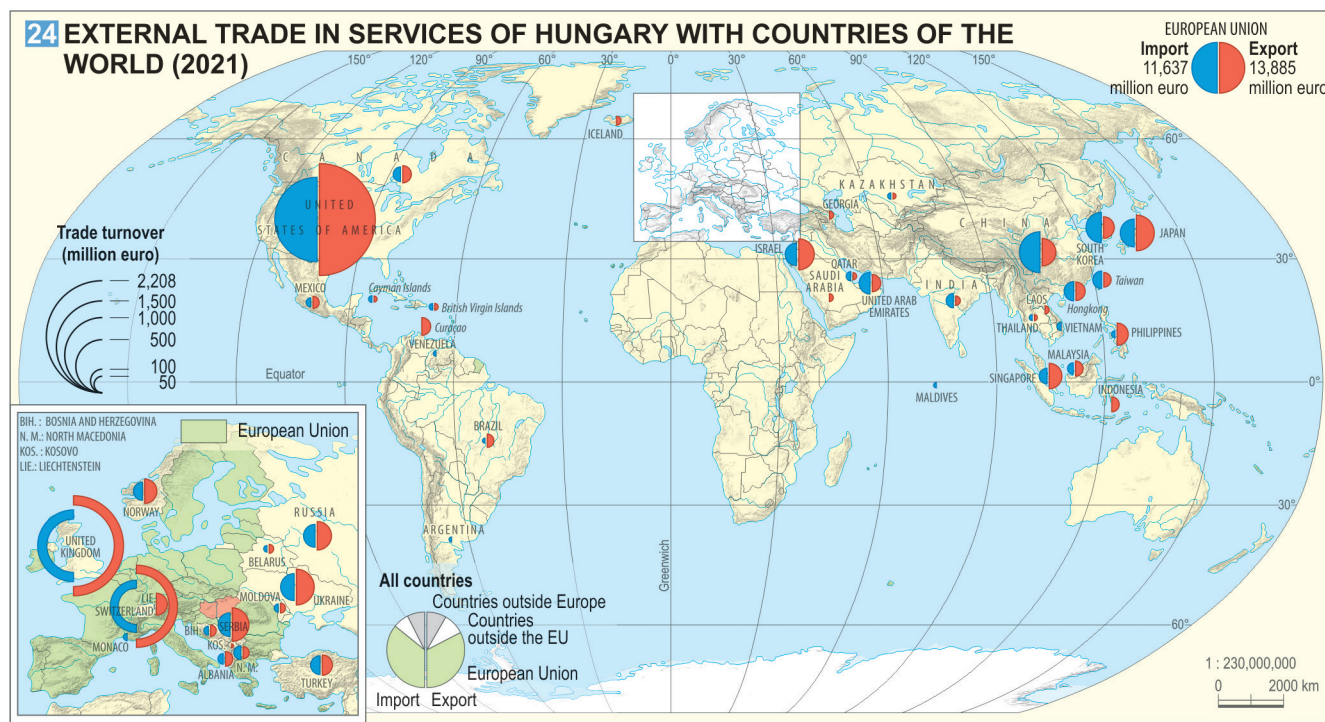 24 EXTERNAL TRADE IN SERVICES OF HUNGARY WITH COUNTRIES OF THE
WORLD (2021)
EUROPEAN UNION
Import
11,637
million euro
Export
13,885
million euro
150°
120°
90°
60°
30°
0°
30°
60°
90°
120°
150°
60°
60°
30°
0°
30°
60°
ICELAND
CANADA
UNITED
STATES OF AMERICA
MEXICO
Cayman Islands
British Virgin Islands
Curaçao
VENEZUELA
BRAZIL
ARGENTINA
Equator
Greenwich
KAZAKHSTAN
GEORGIA
CHINA
ISRAEL
QATAR
SAUDI
ARABIA
UNITED ARAB
EMIRATES
INDIA
SOUTH
KOREA
JAPAN
Taiwan
Hongkong
LAOS
THAILAND
VIETNAM
PHILIPPINES
MALAYSIA
SINGAPORE
INDONESIA
MALDIVES
Trade turnover
(million euro)
2,208
1,500
1,000
500
100
50
BIH. : BOSNIA AND HERZEGOVINA
N. M.: NORTH MACEDONIA
KOS. : KOSOVO
LIE.: LIECHTENSTEIN
European Union
NORWAY
UNITED
KINGDOM
RUSSIA
BELARUS
LIE.
SWITZERLAND
MOLDOVA
UKRAINE
MONACO
BIH.
SERBIA
KOS.
N. M.
ALBANIA
TURKEY
All countries
Countries outside Europe
Countries
outside the EU
European Union
Import
Export
1 : 230,000,000
0
2000 km